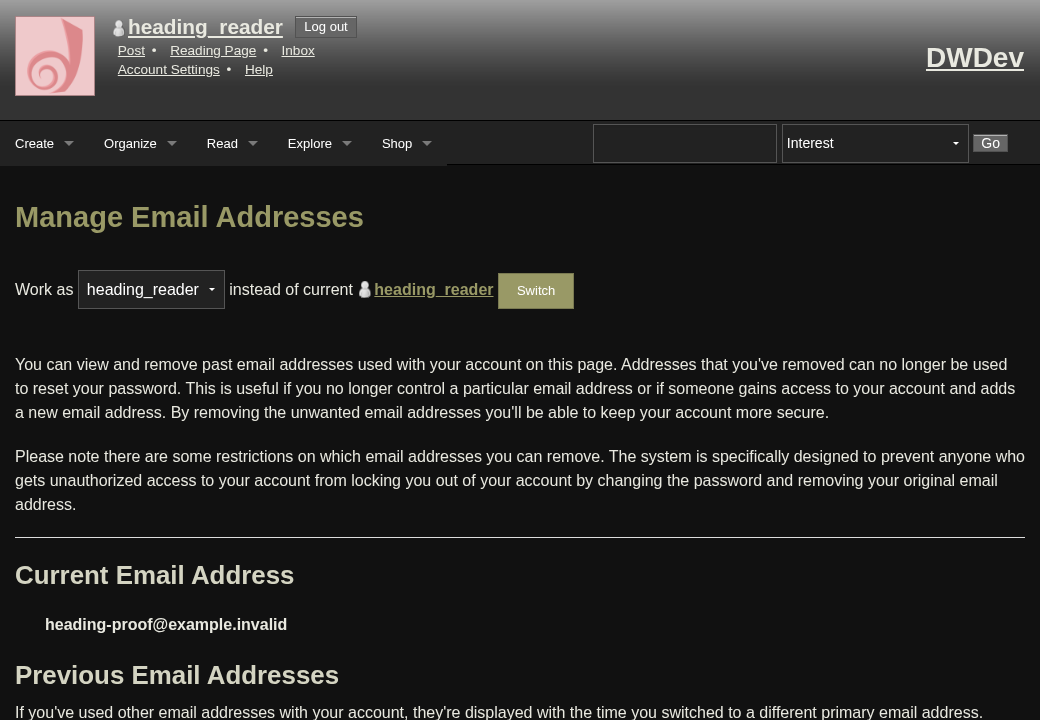 heading_reader Log out
Post • Reading Page • Inbox
Account Settings • Help
DWDev
Create Organize Read Explore Shop Interest Go
Manage Email Addresses
Work as heading_reader instead of current heading_reader Switch
You can view and remove past email addresses used with your account on this page. Addresses that you've removed can no longer be used
to reset your password. This is useful if you no longer control a particular email address or if someone gains access to your account and adds
a new email address. By removing the unwanted email addresses you'll be able to keep your account more secure.
Please note there are some restrictions on which email addresses you can remove. The system is specifically designed to prevent anyone who
gets unauthorized access to your account from locking you out of your account by changing the password and removing your original email
address.
Current Email Address
heading-proof@example.invalid
Previous Email Addresses
If you've used other email addresses with your account, they're displayed with the time you switched to a different primary email address.